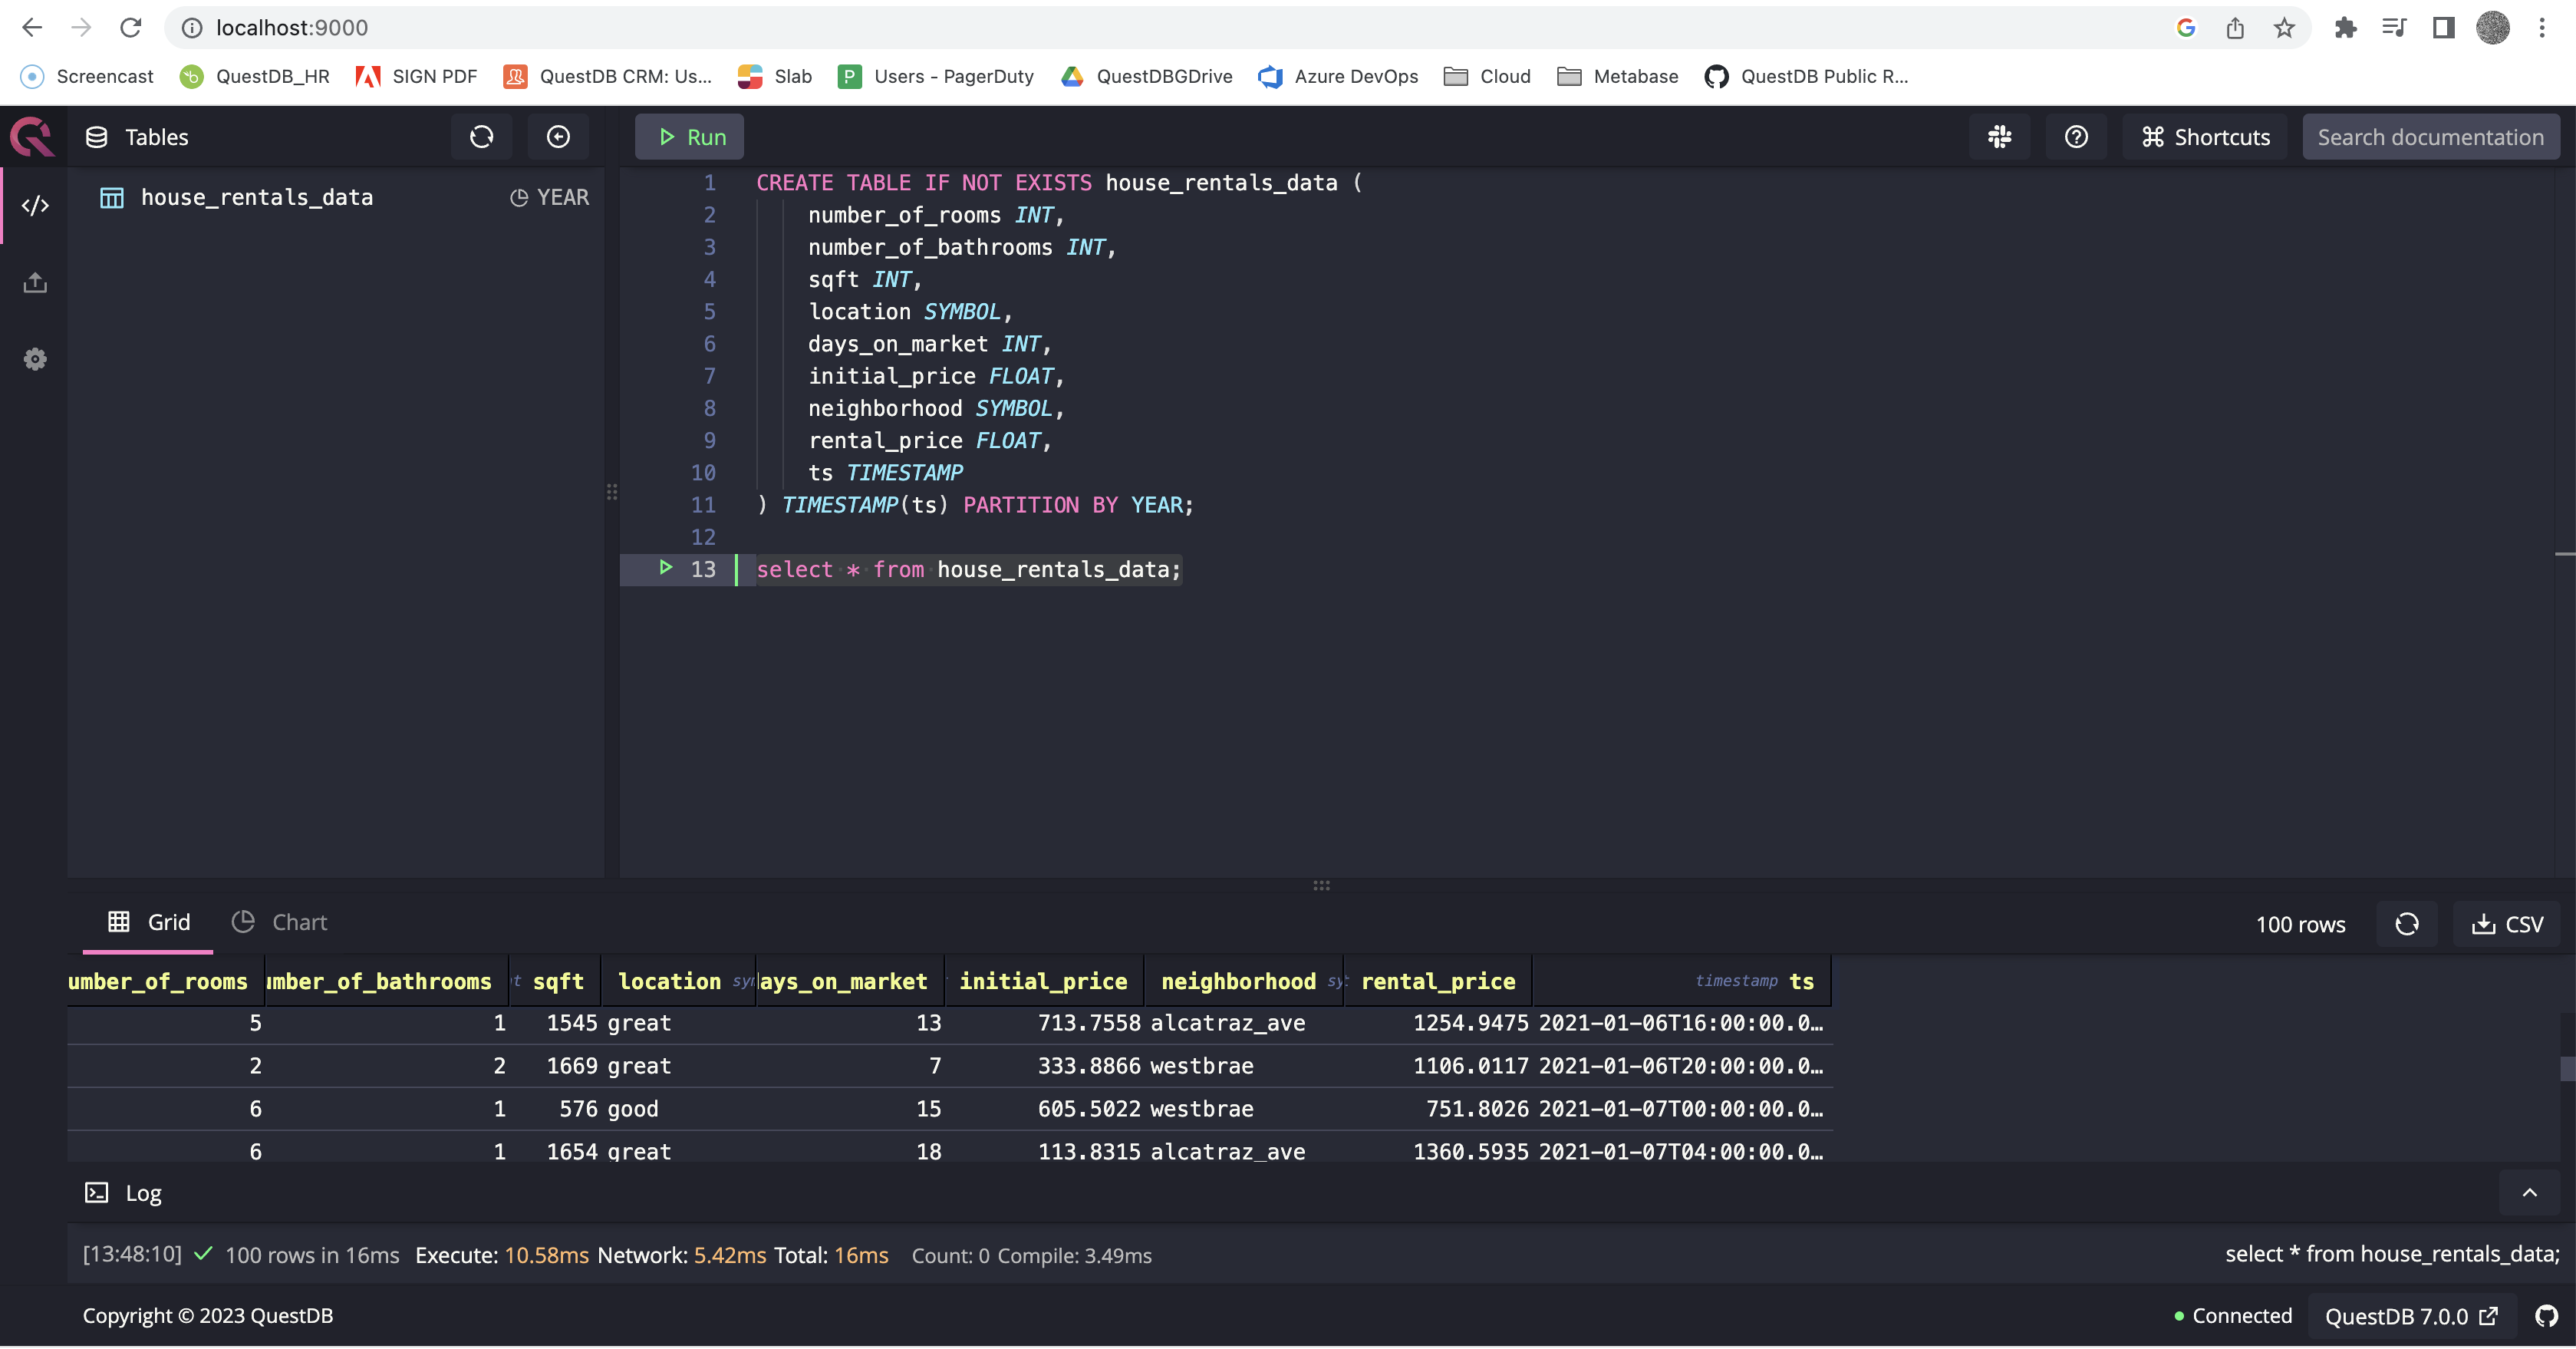 localhost:9000
Screencast QuestDB_HR SIGN PDF QuestDB CRM: Us... Slab Users - PagerDuty QuestDBGDrive Azure DevOps Cloud Metabase QuestDB Public R...
Tables
Run
Shortcuts
Search documentation
house_rentals_data YEAR
1 CREATE TABLE IF NOT EXISTS house_rentals_data (
2 number_of_rooms INT,
3 number_of_bathrooms INT,
4 sqft INT,
5 location SYMBOL,
6 days_on_market INT,
7 initial_price FLOAT,
8 neighborhood SYMBOL,
9 rental_price FLOAT,
10 ts TIMESTAMP
11 ) TIMESTAMP(ts) PARTITION BY YEAR;
12
13 select * from house_rentals_data;
Grid Chart 100 rows CSV
umber_of_rooms umber_of_bathrooms t sqft location sym ays_on_market initial_price neighborhood sy rental_price timestamp ts
5 1 1545 great 13 713.7558 alcatraz_ave 1254.9475 2021-01-06T16:00:00.0…
2 2 1669 great 7 333.8866 westbrae 1106.0117 2021-01-06T20:00:00.0…
6 1 576 good 15 605.5022 westbrae 751.8026 2021-01-07T00:00:00.0…
6 1 1654 great 18 113.8315 alcatraz_ave 1360.5935 2021-01-07T04:00:00.0…
Log
[13:48:10] 100 rows in 16ms Execute: 10.58ms Network: 5.42ms Total: 16ms Count: 0 Compile: 3.49ms select * from house_rentals_data;
Copyright © 2023 QuestDB Connected QuestDB 7.0.0